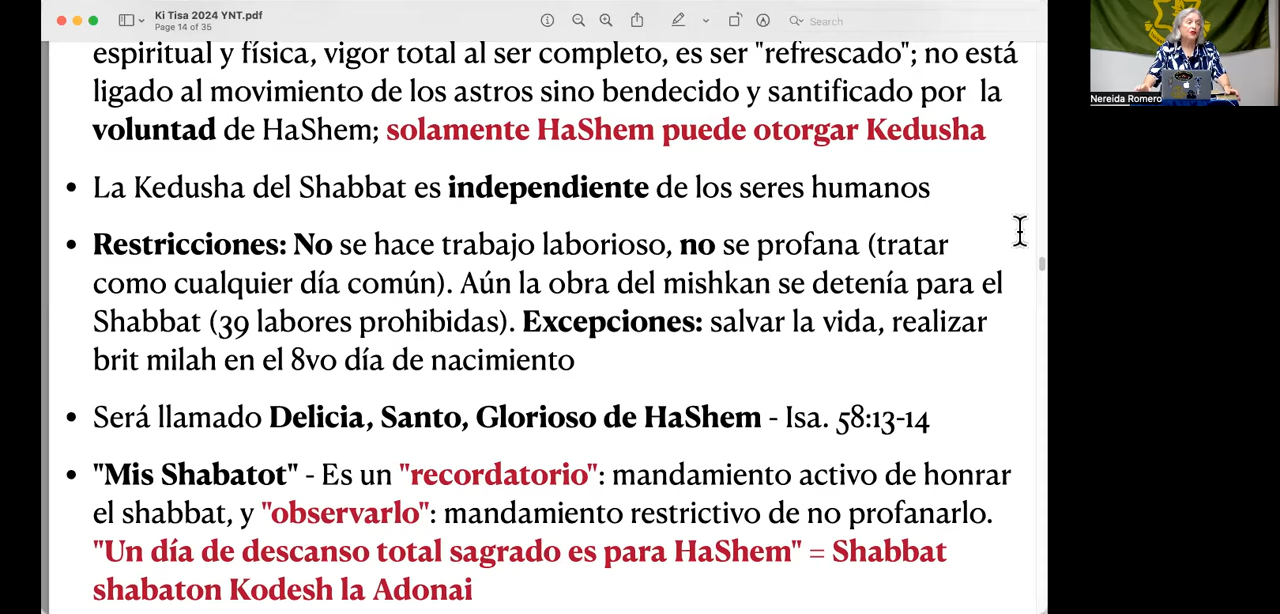 Ki Tisa 2024 YNT.pdf
Page 14 of 35
Search
espiritual y física, vigor total al ser completo, es ser "refrescado"; no está
ligado al movimiento de los astros sino bendecido y santificado por la
voluntad de HaShem; solamente HaShem puede otorgar Kedusha
• La Kedusha del Shabbat es independiente de los seres humanos
• Restricciones: No se hace trabajo laborioso, no se profana (tratar
como cualquier día común). Aún la obra del mishkan se detenía para el
Shabbat (39 labores prohibidas). Excepciones: salvar la vida, realizar
brit milah en el 8vo día de nacimiento
• Será llamado Delicia, Santo, Glorioso de HaShem - Isa. 58:13-14
• "Mis Shabatot" - Es un "recordatorio": mandamiento activo de honrar
el shabbat, y "observarlo": mandamiento restrictivo de no profanarlo.
"Un día de descanso total sagrado es para HaShem" = Shabbat
shabaton Kodesh la Adonai
Nereida Romero